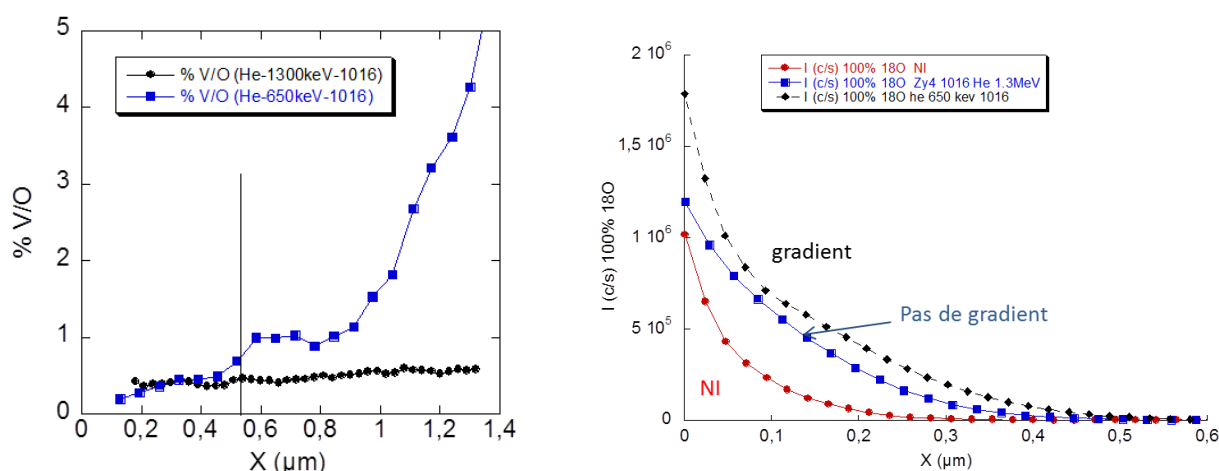 % V/O (He-1300keV-1016)
% V/O (He-650keV-1016)
% V/O
5
4
3
2
1
0
0 0,2 0,4 0,6 0,8 1 1,2 1,4
X (µm)
I (c/s) 100% 18O NI
I (c/s) 100% 18O Zy4 1016 He 1.3MeV
I (c/s) 100% 18O he 650 kev 1016
I (c/s) 100% 18O
2 10⁶
1,5 10⁶
1 10⁶
5 10⁵
0
gradient
Pas de gradient
NI
0 0,1 0,2 0,3 0,4 0,5 0,6
X (µm)